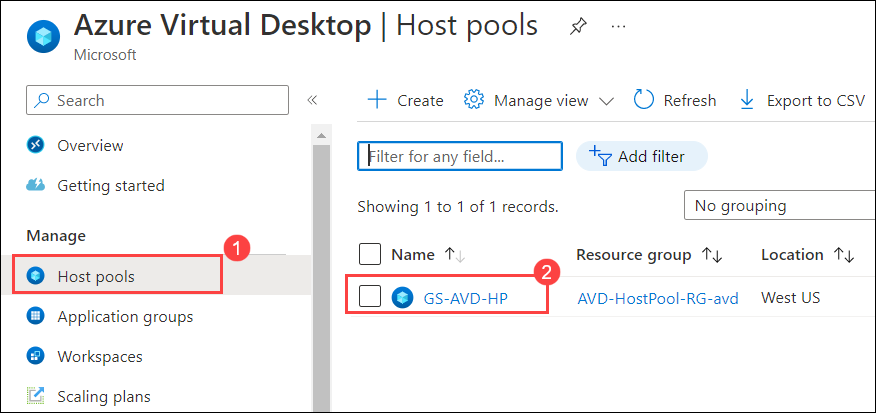 Azure Virtual Desktop | Host pools
Microsoft
Search
Overview
Getting started
Manage
1
Host pools
Application groups
Workspaces
Scaling plans
Create Manage view Refresh Export to CSV
Filter for any field... Add filter
Showing 1 to 1 of 1 records.
No grouping
Name Resource group Location
2
GS-AVD-HP AVD-HostPool-RG-avd West US